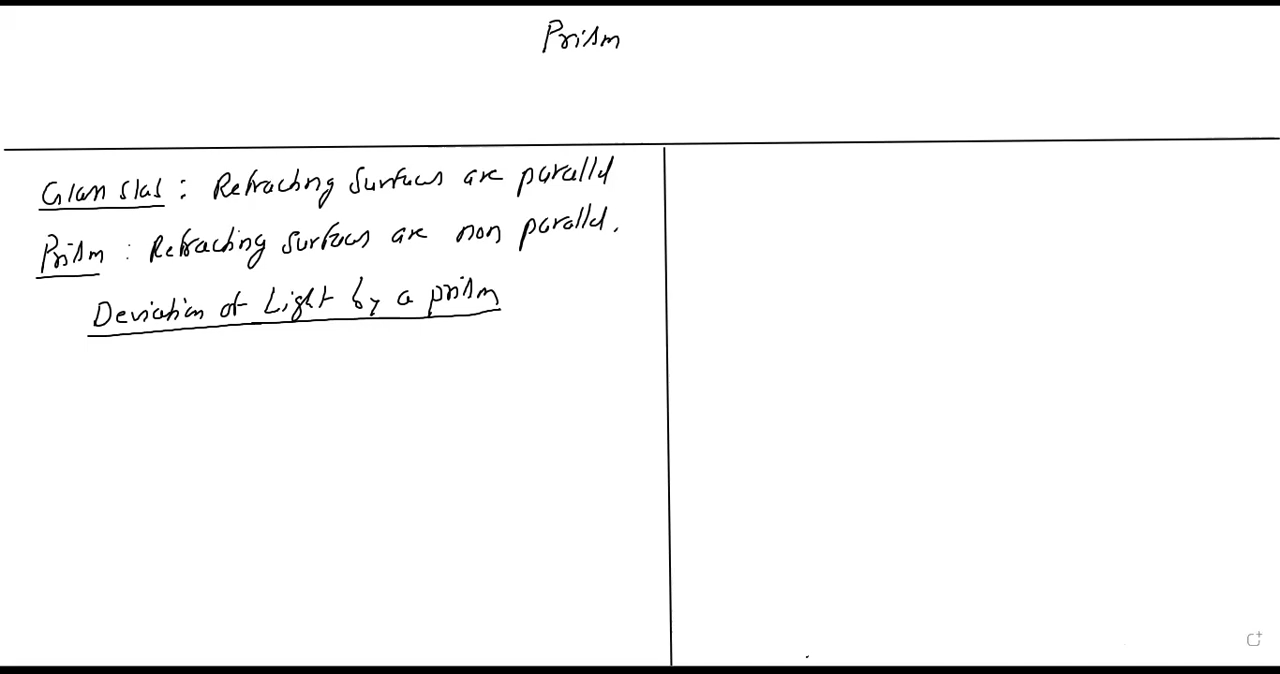 Prism
Glass slab : Refracting surfaces are parallel
Prism : Refracting surfaces are non parallel.
Deviation of Light by a prism